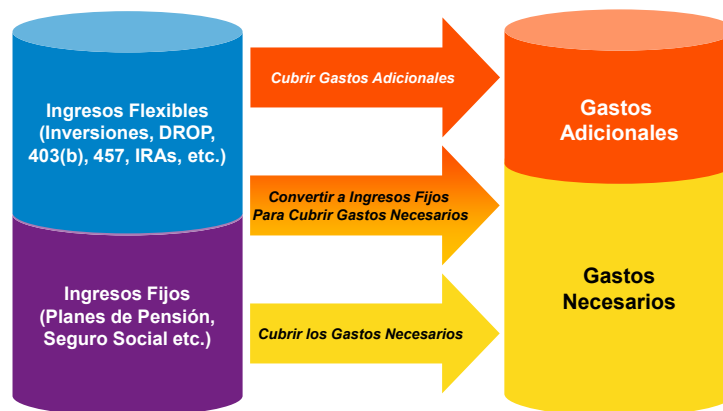 Ingresos Flexibles
(Inversiones, DROP,
403(b), 457, IRAs, etc.)
Cubrir Gastos Adicionales
Gastos
Adicionales
Convertir a Ingresos Fijos
Para Cubrir Gastos Necesarios
Ingresos Fijos
(Planes de Pensión,
Seguro Social etc.)
Cubrir los Gastos Necesarios
Gastos
Necesarios